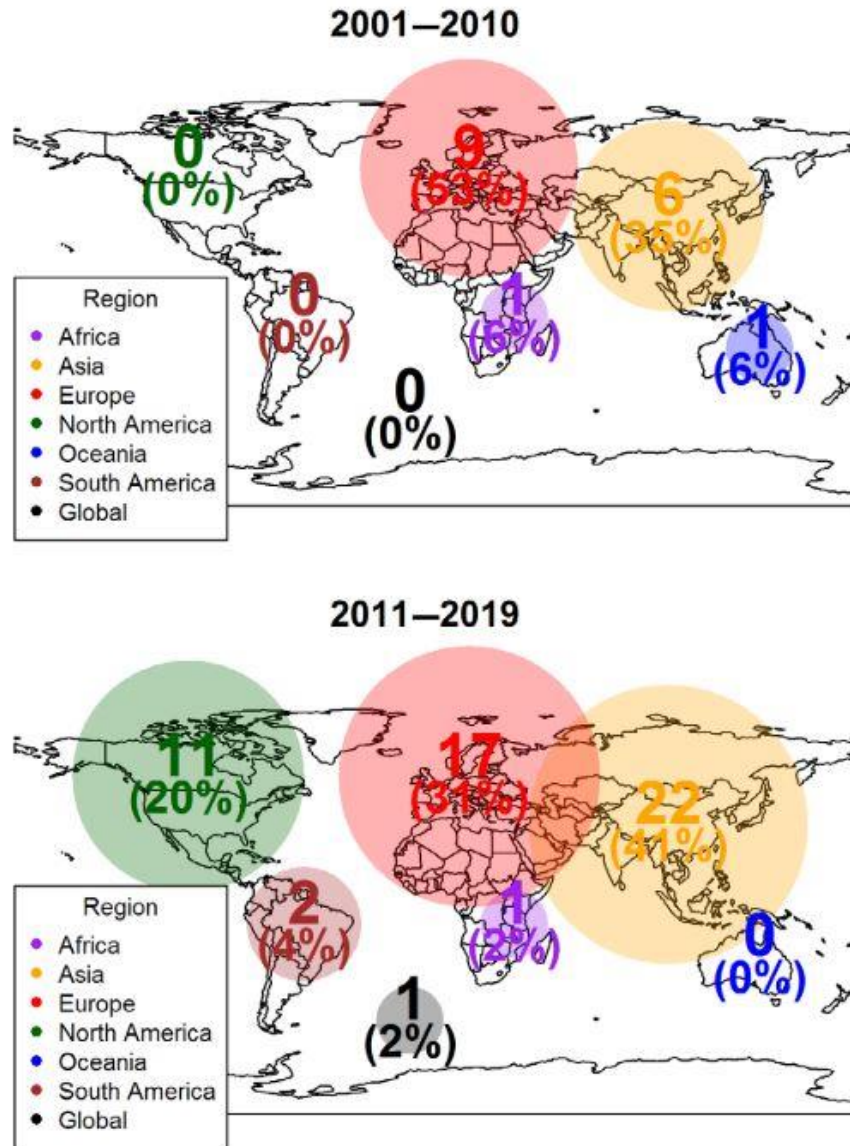 2001—2010
0
(0%)
9
(53%)
6
(35%)
0
(0%)
1
(6%)
1
(6%)
0
(0%)
Region
Africa
Asia
Europe
North America
Oceania
South America
Global
2011—2019
11
(20%)
17
(31%)
22
(41%)
2
(4%)
1
(2%)
0
(0%)
1
(2%)
Region
Africa
Asia
Europe
North America
Oceania
South America
Global